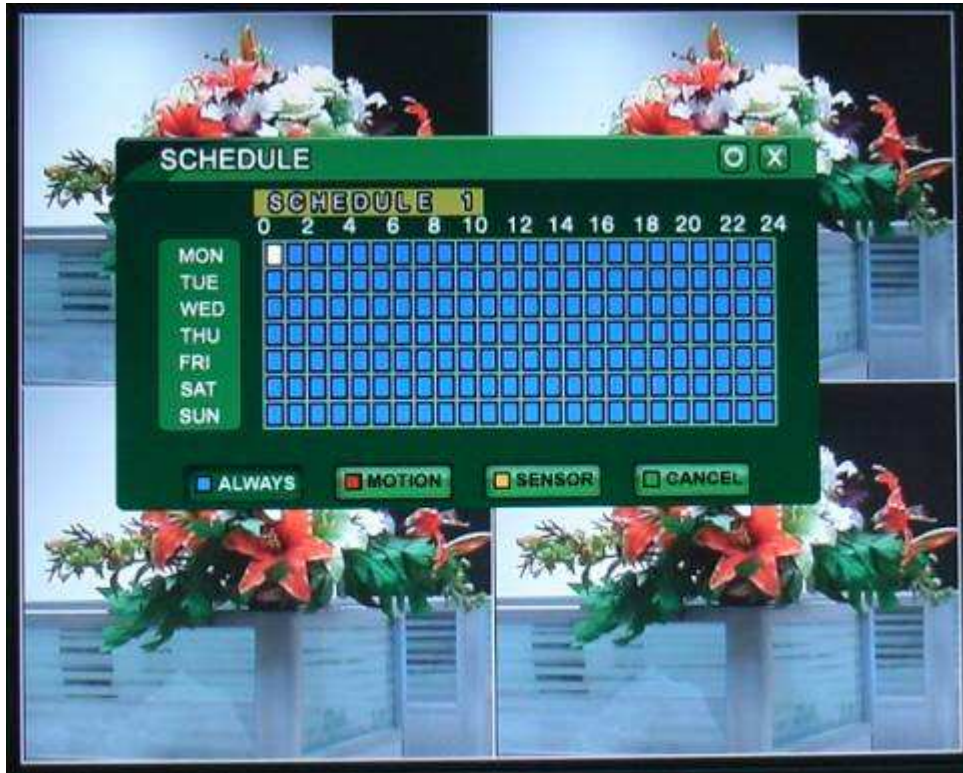 SCHEDULE O X
SCHEDULE 1
0 2 4 6 8 10 12 14 16 18 20 22 24
MON
TUE
WED
THU
FRI
SAT
SUN
ALWAYS MOTION SENSOR CANCEL